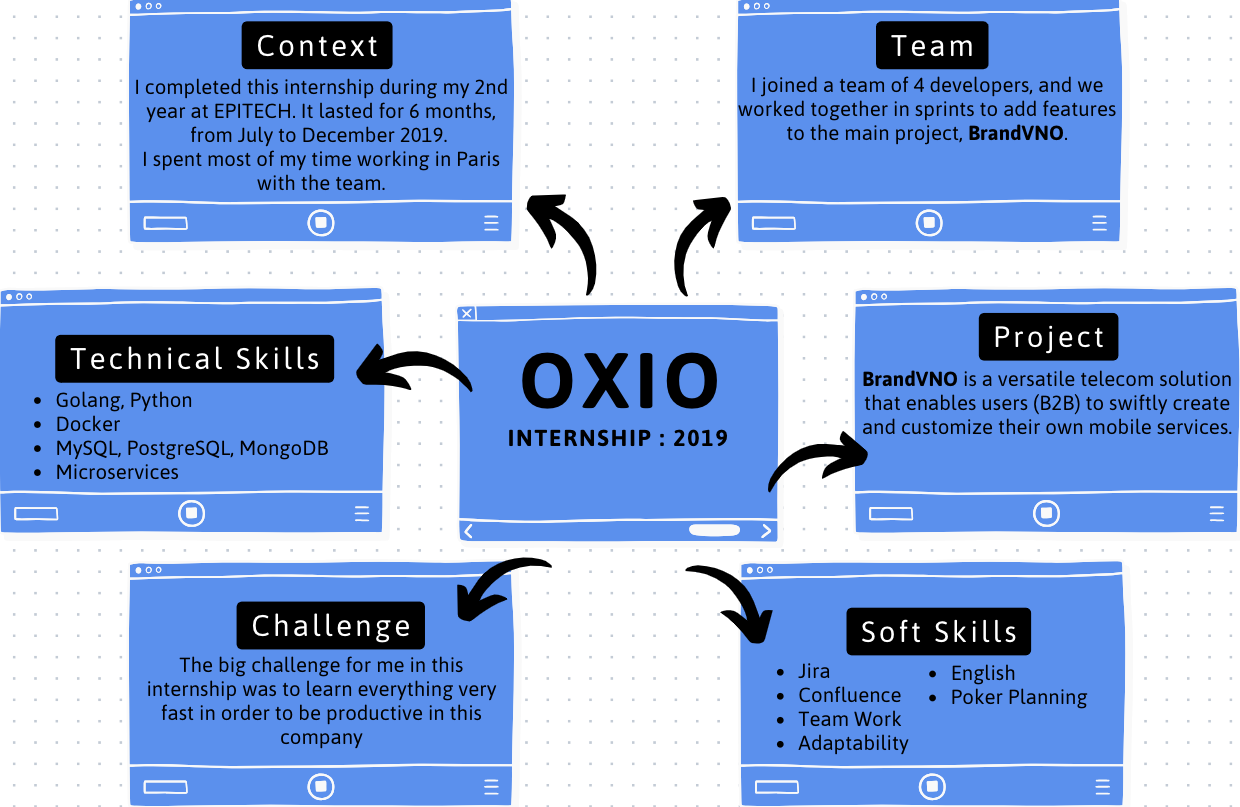 Context
I completed this internship during my 2nd
year at EPITECH. It lasted for 6 months,
from July to December 2019.
I spent most of my time working in Paris
with the team.
Team
I joined a team of 4 developers, and we
worked together in sprints to add features
to the main project, BrandVNO.
Technical Skills
• Golang, Python
• Docker
• MySQL, PostgreSQL, MongoDB
• Microservices
OXIO
INTERNSHIP : 2019
Project
BrandVNO is a versatile telecom solution
that enables users (B2B) to swiftly create
and customize their own mobile services.
Challenge
The big challenge for me in this
internship was to learn everything very
fast in order to be productive in this
company
Soft Skills
• Jira
• Confluence
• Team Work
• Adaptability
• English
• Poker Planning